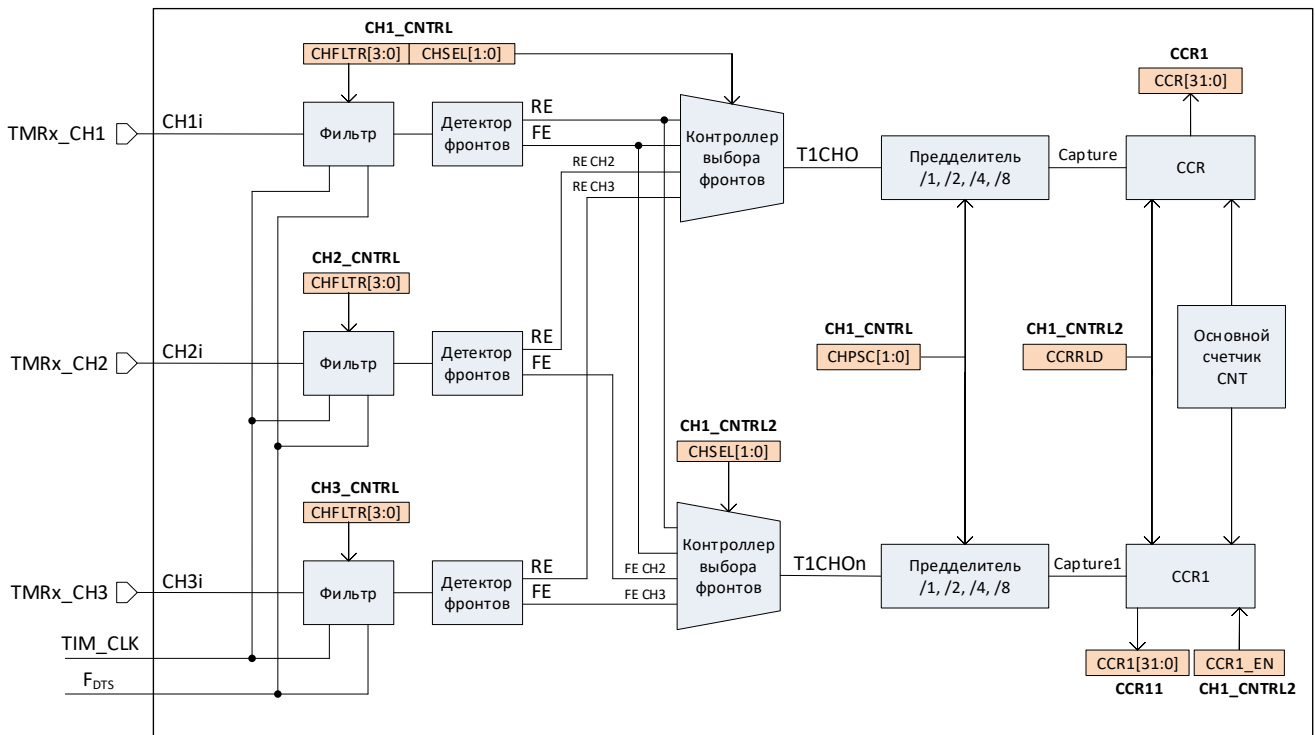 CH1_CNTRL
CHFLTR[3:0] CHSEL[1:0]
CCR1
CCR[31:0]
TMRx_CH1
CH1i
Фильтр
Детектор
фронтов
RE
FE
RE CH2
RE CH3
Контроллер
выбора
фронтов
T1CHO
Предделитель
/1, /2, /4, /8
Capture
CCR
CH2_CNTRL
CHFLTR[3:0]
TMRx_CH2
CH2i
Фильтр
Детектор
фронтов
RE
FE
CH1_CNTRL
CHPSC[1:0]
CH1_CNTRL2
CCRRLD
Основной
счетчик
CNT
CH1_CNTRL2
CHSEL[1:0]
CH3_CNTRL
CHFLTR[3:0]
TMRx_CH3
CH3i
Фильтр
Детектор
фронтов
RE
FE
FE CH2
FE CH3
Контроллер
выбора
фронтов
T1CHOn
Предделитель
/1, /2, /4, /8
Capture1
CCR1
TIM_CLK
FDTS
CCR1[31:0]
CCR11
CCR1_EN
CH1_CNTRL2